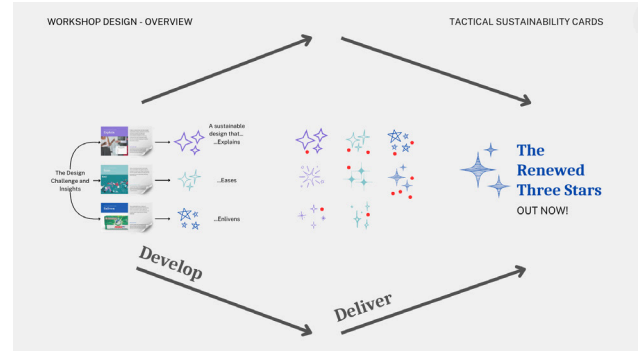 WORKSHOP DESIGN - OVERVIEW
TACTICAL SUSTAINABILITY CARDS
A sustainable
design that...
...Explains
The Design
Challenge and
Insights
...Eases
...Enlivens
The
Renewed
Three Stars
OUT NOW!
Develop
Deliver